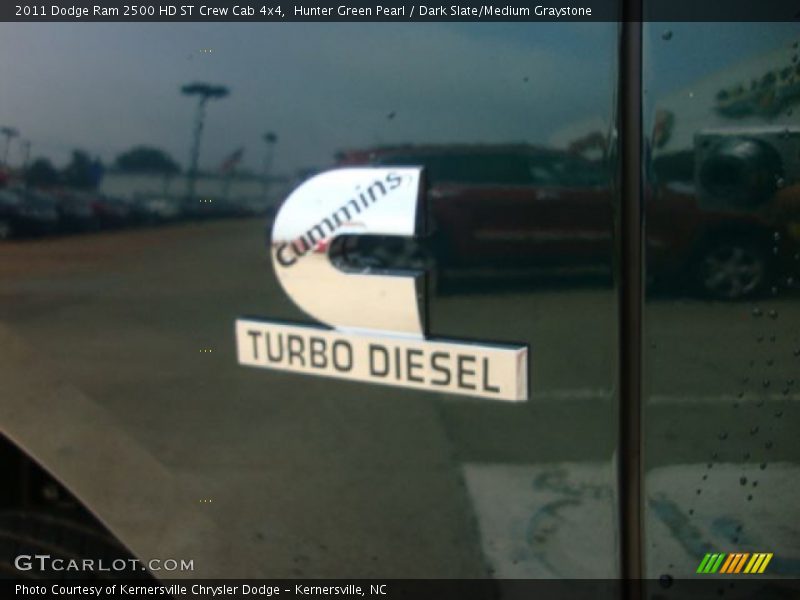 2011 Dodge Ram 2500 HD ST Crew Cab 4x4,  Hunter Green Pearl / Dark Slate/Medium Graystone
Cummins
TURBO DIESEL
GTCARLOT.COM
Photo Courtesy of Kernersville Chrysler Dodge - Kernersville, NC